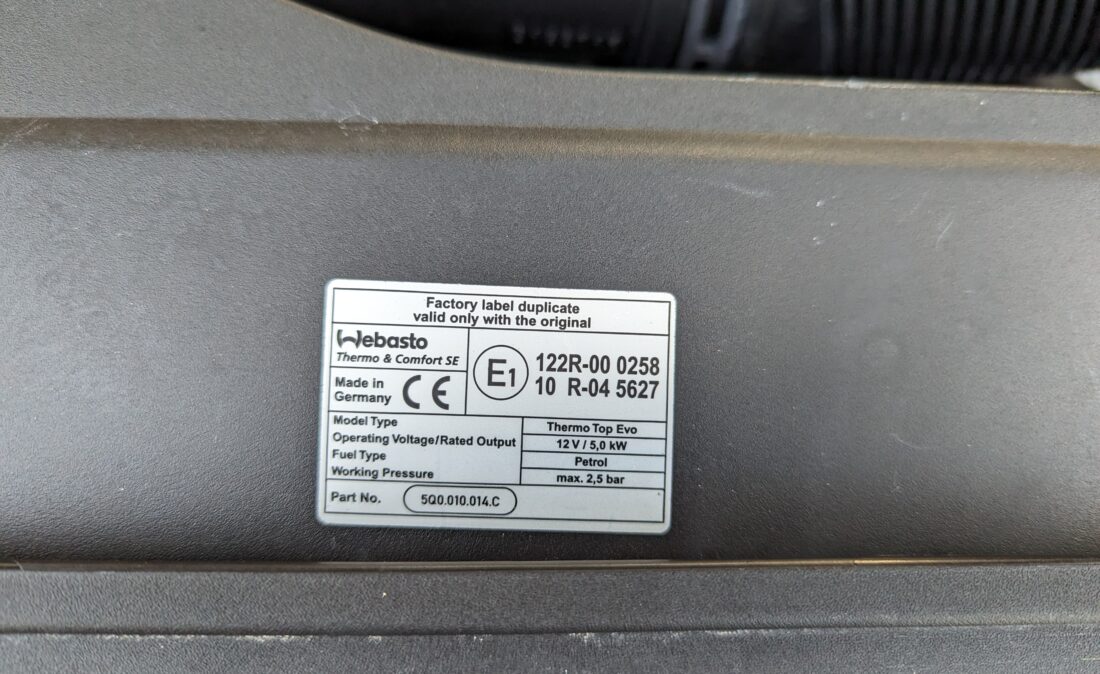 Factory label duplicate
valid only with the original
Webasto
Thermo & Comfort SE
Made in
Germany
CE
E1
122R-00 0258
10 R-04 5627
Model Type
Thermo Top Evo
Operating Voltage/Rated Output
12 V / 5,0 kW
Fuel Type
Petrol
Working Pressure
max. 2,5 bar
Part No.
5Q0.010.014.C